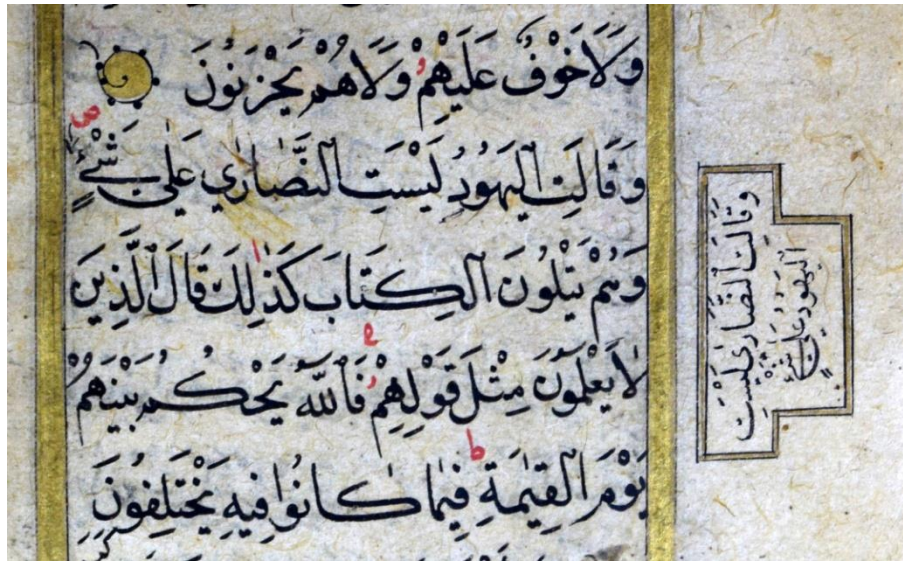 وَلَا خَوْفٌ عَلَيْهِمْ وَلَا هُمْ يَحْزَنُونَ
وَقَالَتِ الْيَهُودُ لَيْسَتِ النَّصَارٰي عَلٰى شَيْءٍ
وَهُمْ يَتْلُونَ الْكِتَابَ كَذٰلِكَ قَالَ الَّذِينَ
لَا يَعْلَمُونَ مِثْلَ قَوْلِهِمْ فَاللّٰهُ يَحْكُمُ بَيْنَهُمْ
يَوْمَ الْقِيٰمَةِ فِيمَا كَانُوا فِيهِ يَخْتَلِفُونَ
وَقَالَتِ النَّصَارٰى لَيْسَتِ
الْيَهُودُ عَلٰى شَيْءٍ